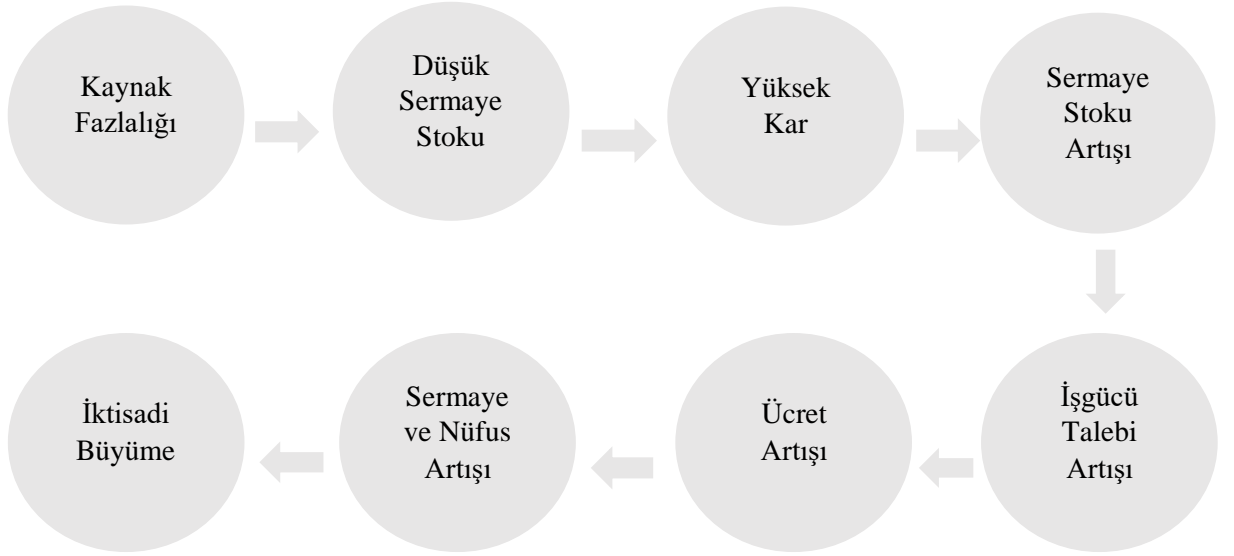 Kaynak
Fazlalığı
Düşük
Sermaye
Stoku
Yüksek
Kar
Sermaye
Stoku
Artışı
İşgücü
Talebi
Artışı
Ücret
Artışı
Sermaye
ve Nüfus
Artışı
İktisadi
Büyüme